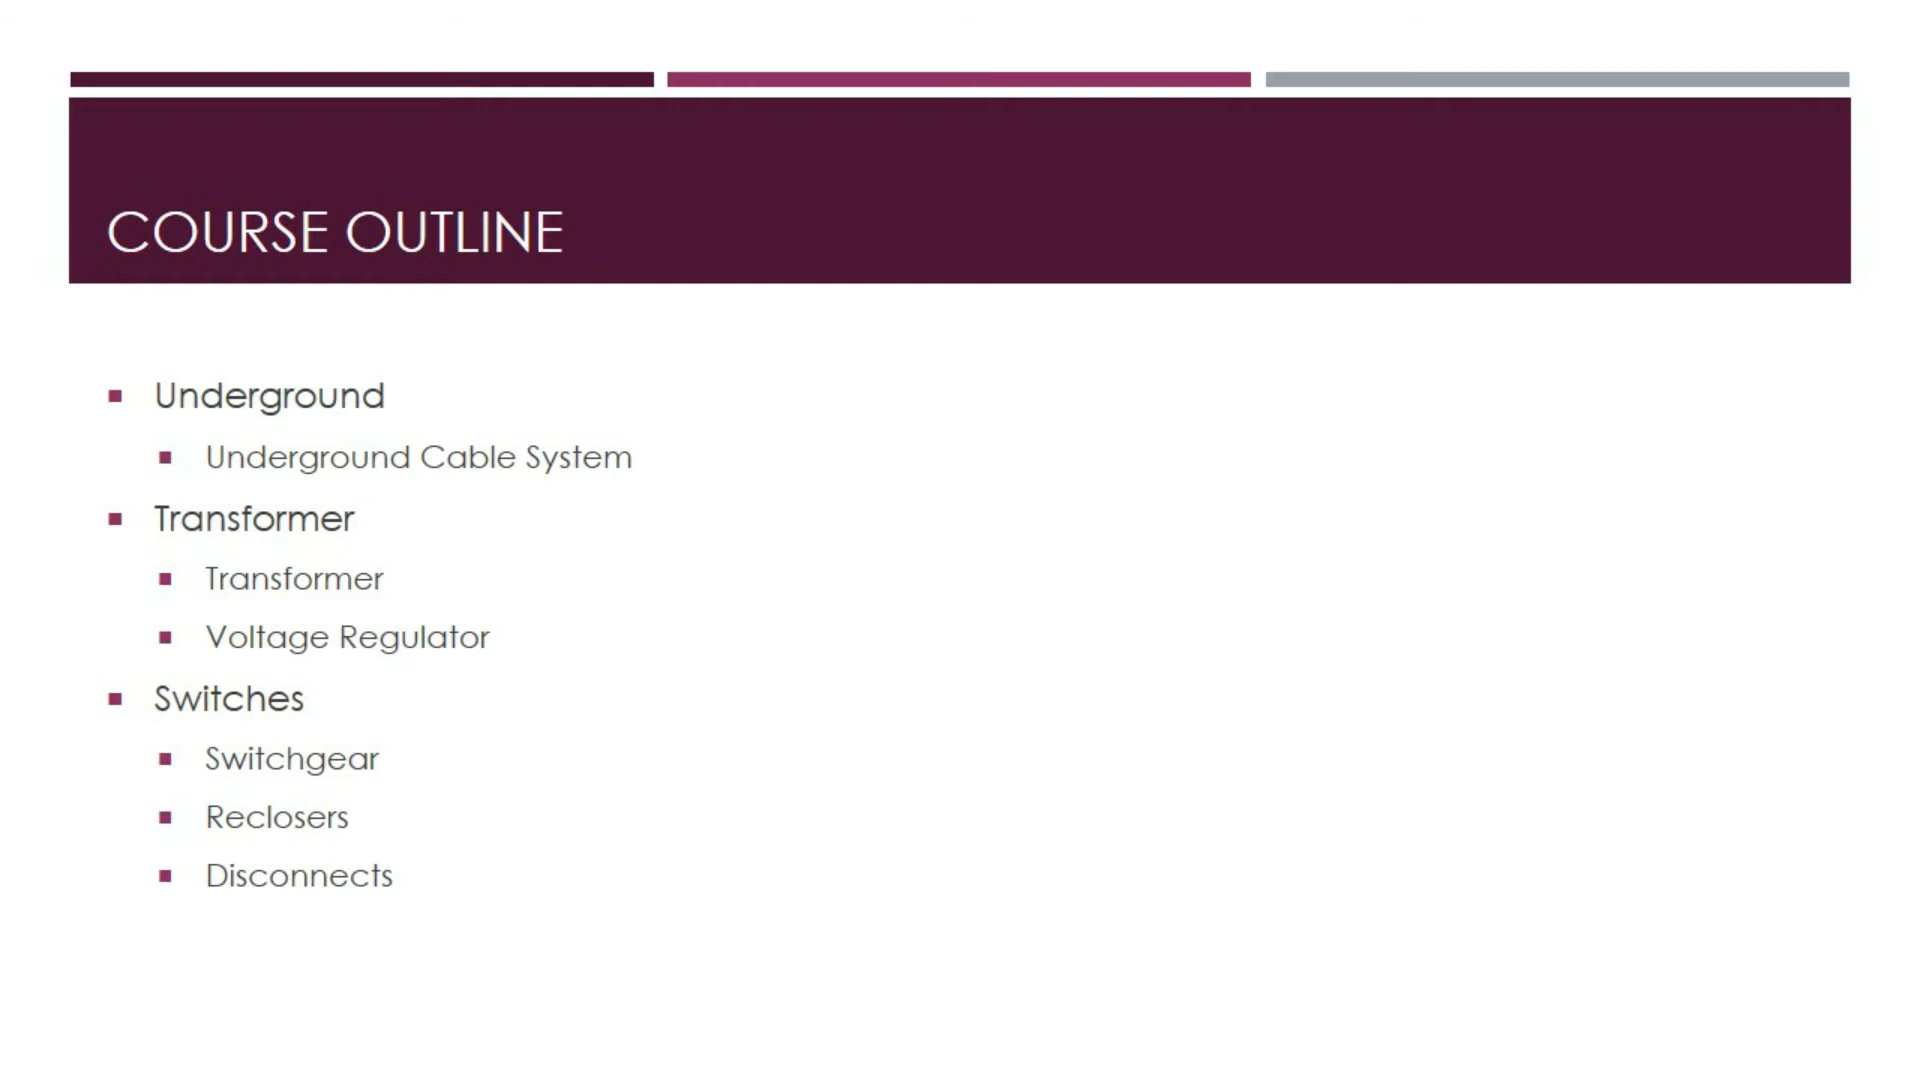 COURSE OUTLINE
Underground
Underground Cable System
Transformer
Transformer
Voltage Regulator
Switches
Switchgear
Reclosers
Disconnects